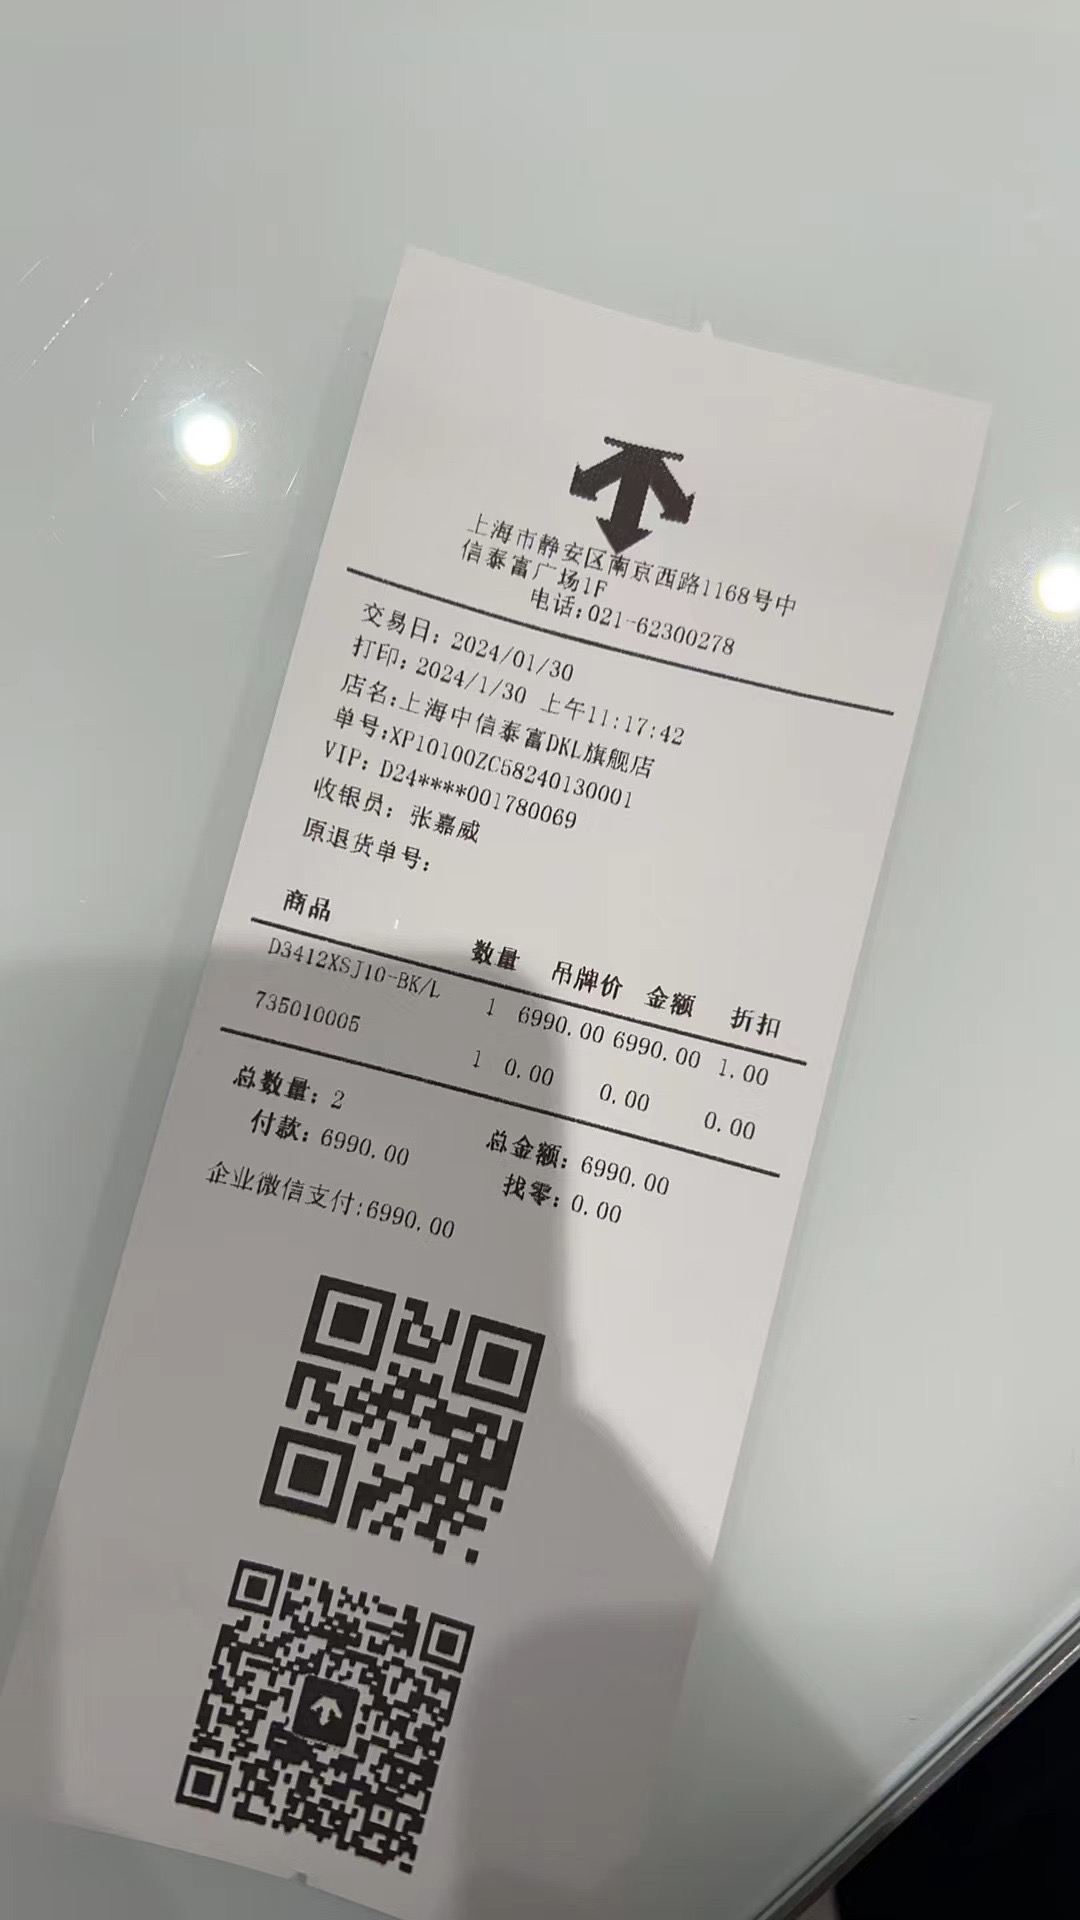 上海市静安区南京西路1168号中
信泰富广场1F
电话:021-62300278
交易日: 2024/01/30
打印: 2024/1/30 上午11:17:42
店名:上海中信泰富DKL旗舰店
单号:XP10100ZC58240130001
VIP: D24****001780069
收银员: 张嘉威
原退货单号:
商品 数量 吊牌价 金额 折扣
D3412XSJ10-BK/L 1 6990.00 6990.00 1.00
735010005 1 0.00 0.00 0.00
总数量: 2 总金额: 6990.00
付款: 6990.00 找零: 0.00
企业微信支付:6990.00